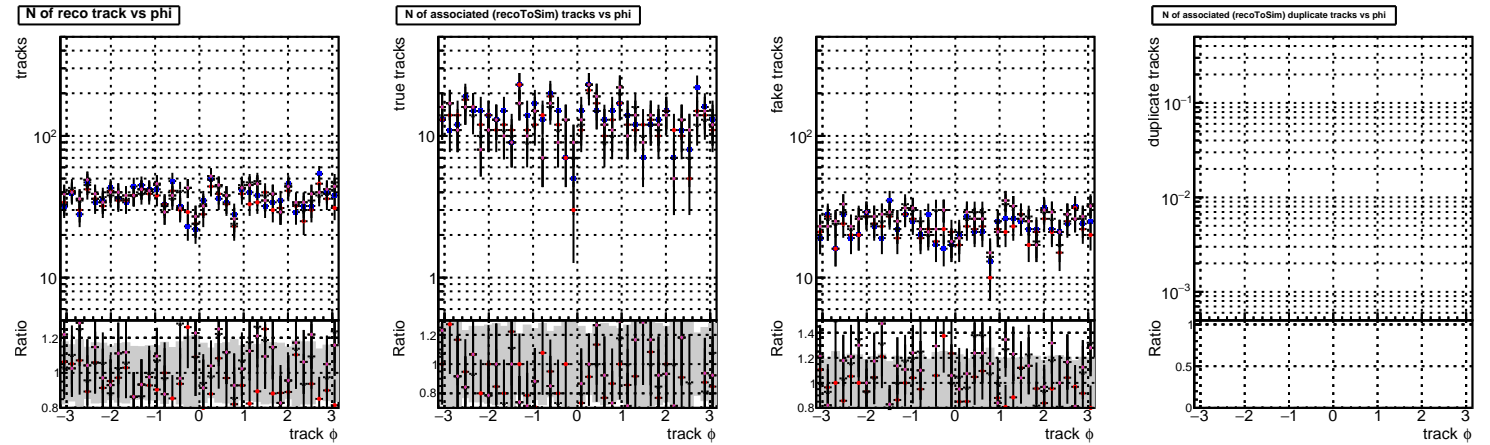 N of reco track vs phi
tracks
10²
10
Ratio
1.2
1
0.8
−3 −2 −1 0 1 2 3
track ϕ
N of associated (recoToSim) tracks vs phi
true tracks
10
1
Ratio
1.2
1
0.8
−3 −2 −1 0 1 2 3
track ϕ
fake tracks
10²
10
Ratio
1.4
1.2
1
0.8
−3 −2 −1 0 1 2 3
track ϕ
N of associated (recoToSim) duplicate tracks vs phi
duplicate tracks
10⁻¹
10⁻²
10⁻³
Ratio
1
0.5
0
−3 −2 −1 0 1 2 3
track ϕ